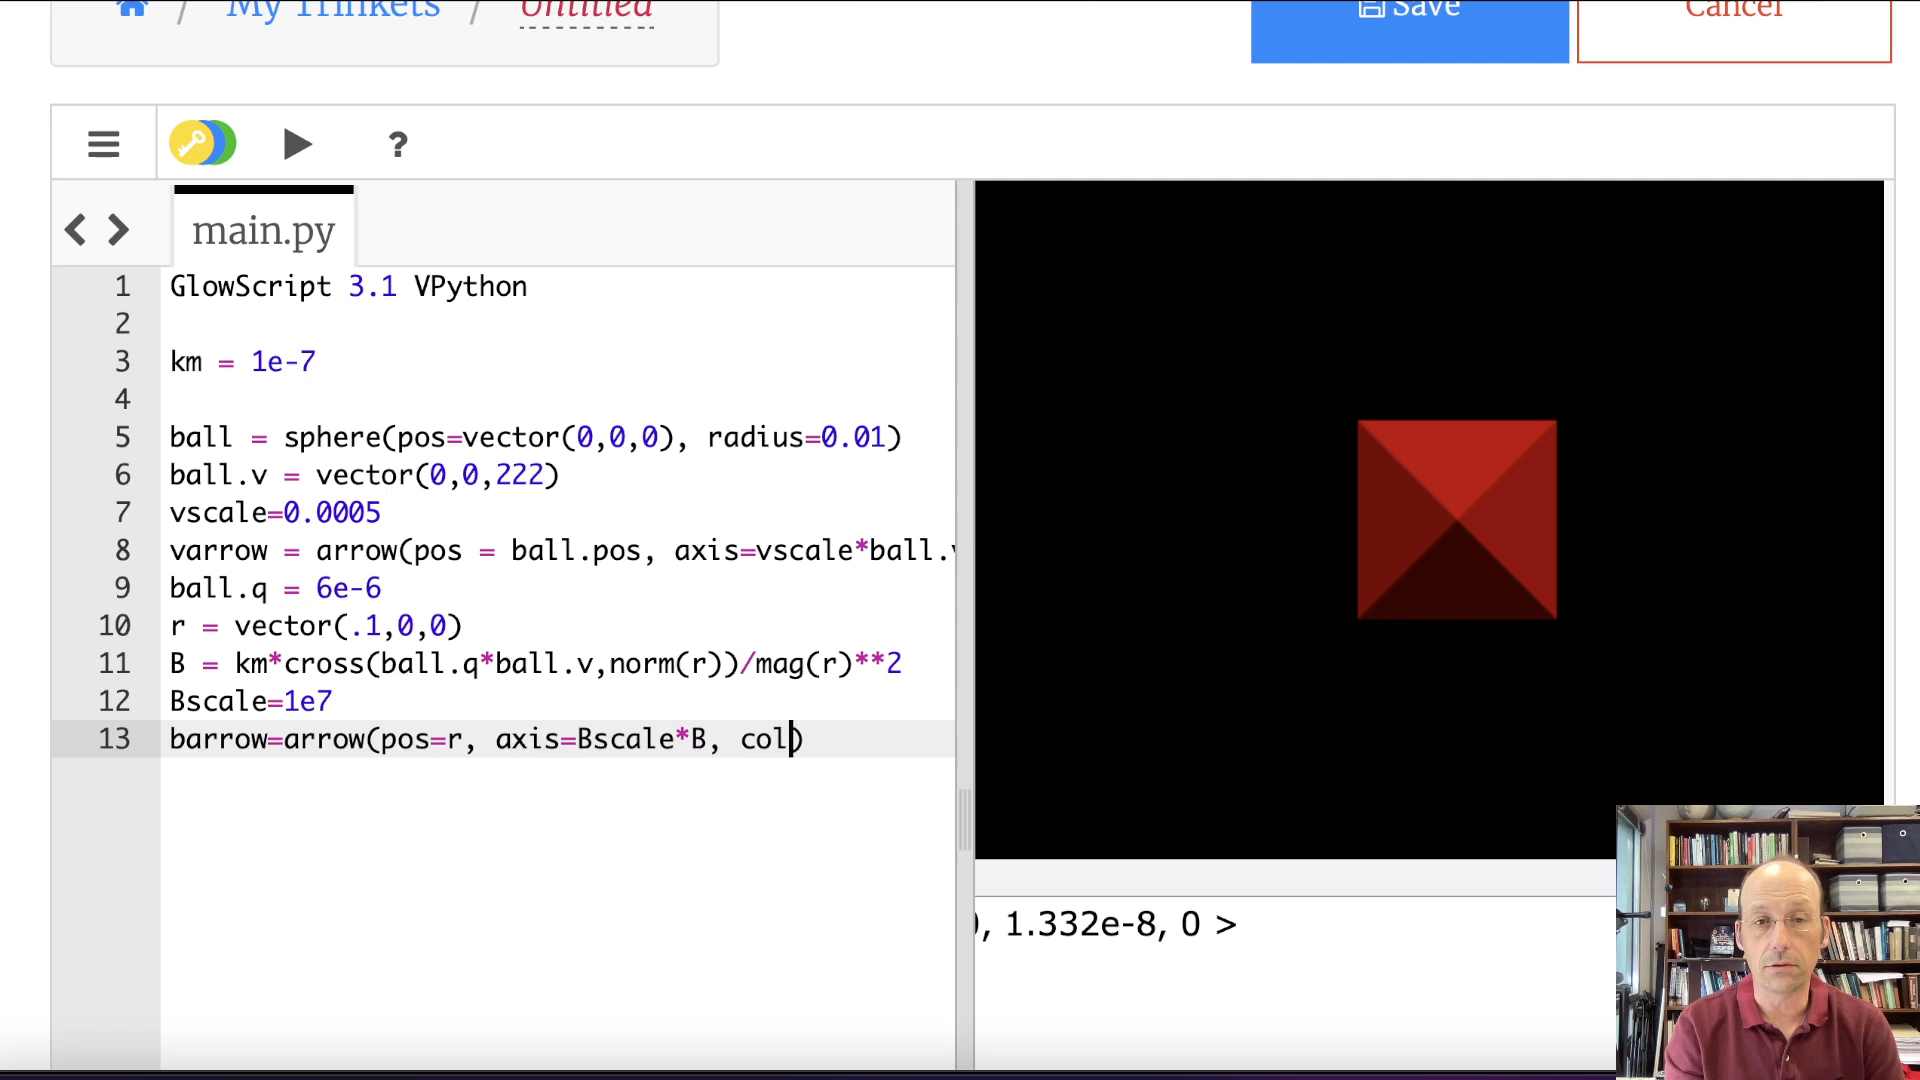 / My Trinkets / Untitled
Save
Cancel
?
main.py
1 GlowScript 3.1 VPython
2
3 km = 1e-7
4
5 ball = sphere(pos=vector(0,0,0), radius=0.01)
6 ball.v = vector(0,0,222)
7 vscale=0.0005
8 varrow = arrow(pos = ball.pos, axis=vscale*ball.v
9 ball.q = 6e-6
10 r = vector(.1,0,0)
11 B = km*cross(ball.q*ball.v,norm(r))/mag(r)**2
12 Bscale=1e7
13 barrow=arrow(pos=r, axis=Bscale*B, col)
, 1.332e-8, 0 >